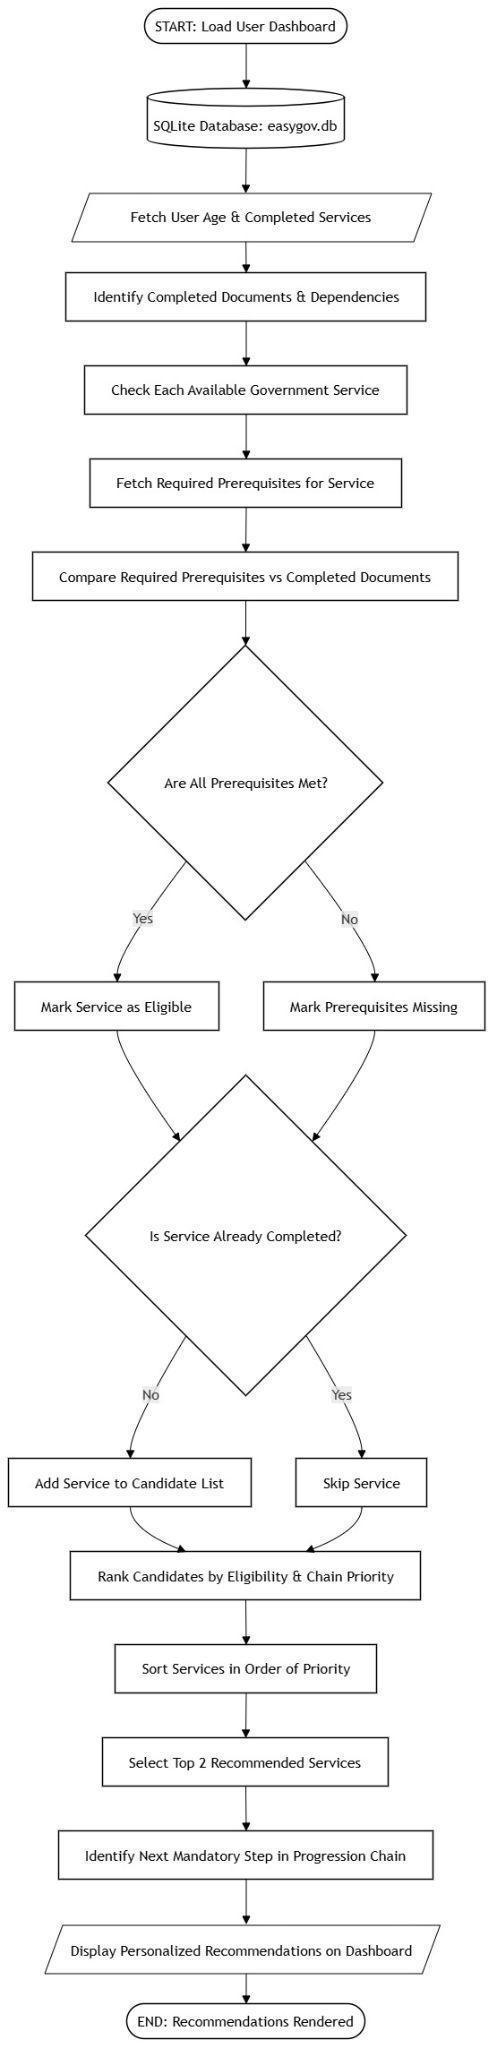 START: Load User Dashboard
SQLite Database: easygov.db
Fetch User Age & Completed Services
Identify Completed Documents & Dependencies
Check Each Available Government Service
Fetch Required Prerequisites for Service
Compare Required Prerequisites vs Completed Documents
Are All Prerequisites Met?
Yes
No
Mark Service as Eligible
Mark Prerequisites Missing
Is Service Already Completed?
No
Yes
Add Service to Candidate List
Skip Service
Rank Candidates by Eligibility & Chain Priority
Sort Services in Order of Priority
Select Top 2 Recommended Services
Identify Next Mandatory Step in Progression Chain
Display Personalized Recommendations on Dashboard
END: Recommendations Rendered